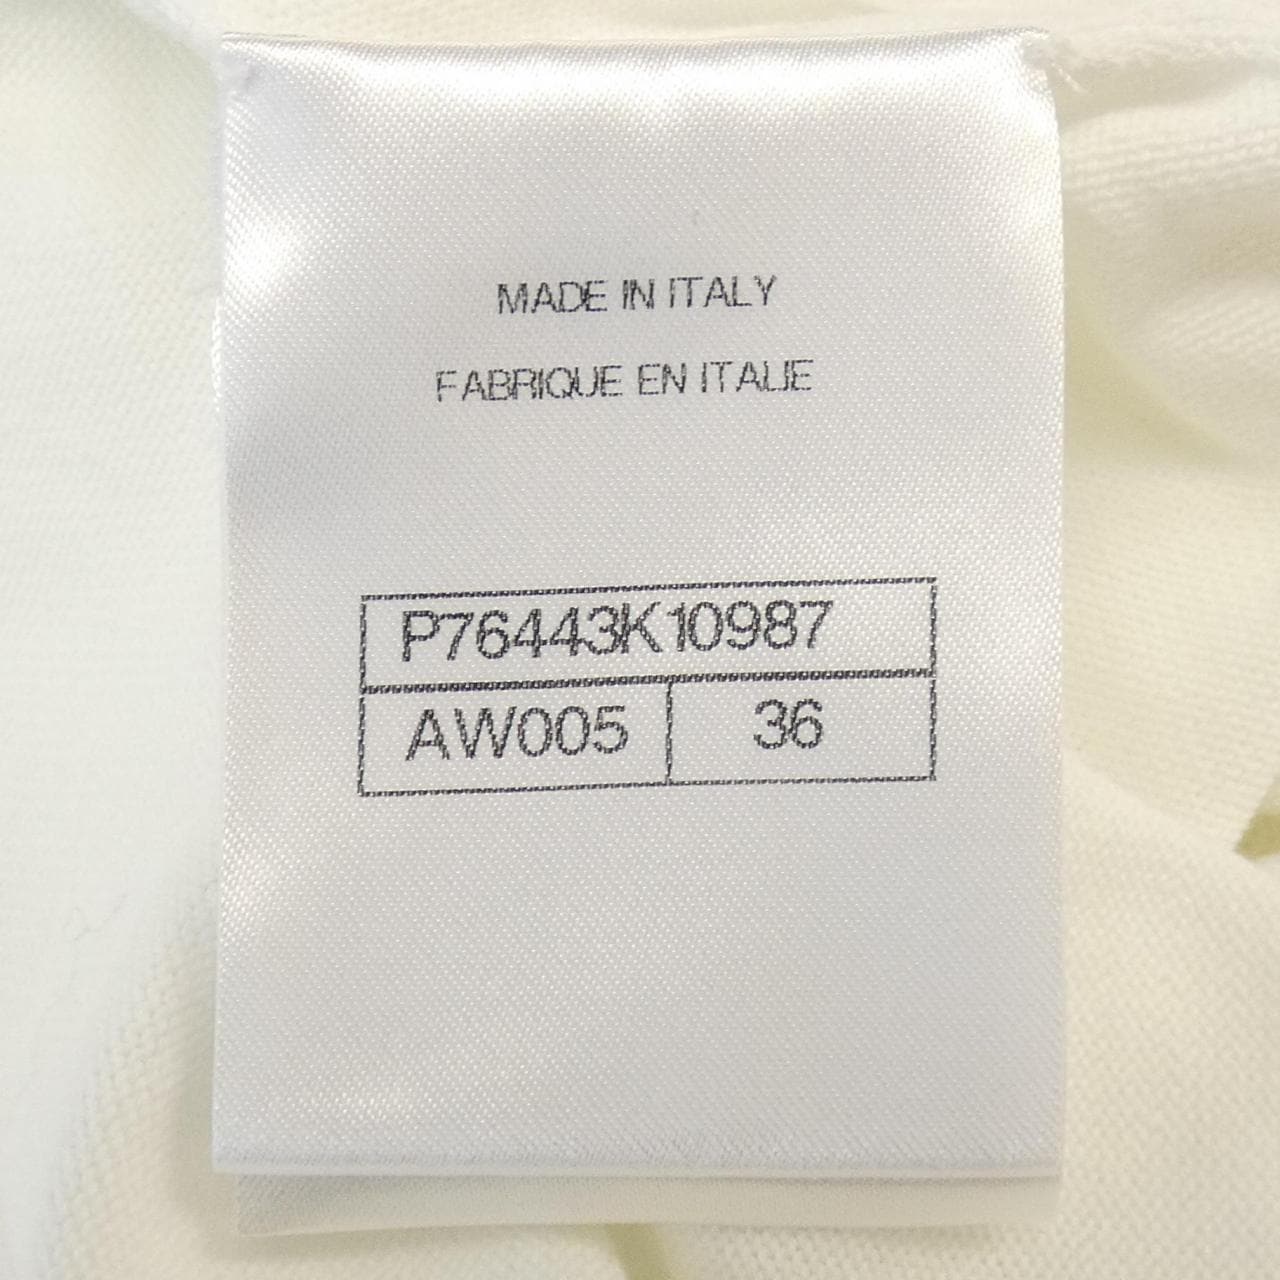 MADE IN ITALY
FABRIQUE EN ITALIE
P76443K10987
AW005 36